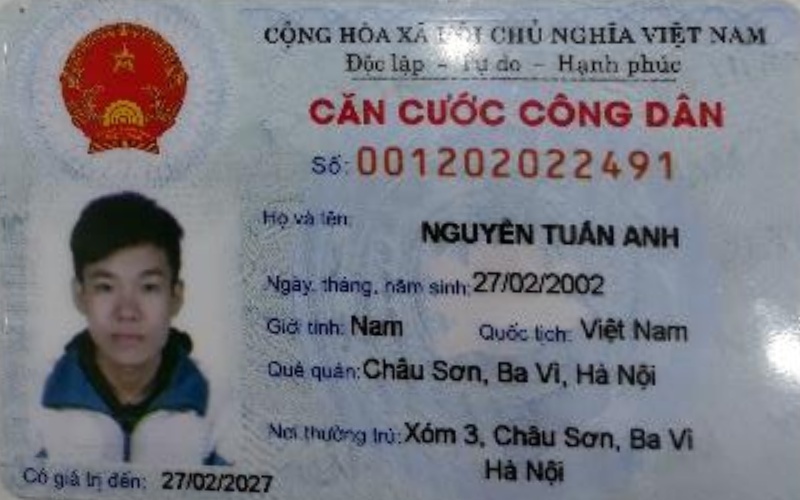 CỘNG HÒA XÃ HỘI CHỦ NGHĨA VIỆT NAM
Độc lập - Tự do - Hạnh phúc
CĂN CƯỚC CÔNG DÂN
Số: 001202022491
Họ và tên: NGUYỄN TUẤN ANH
Ngày, tháng, năm sinh: 27/02/2002
Giới tính: Nam Quốc tịch: Việt Nam
Quê quán: Châu Sơn, Ba Vì, Hà Nội
Nơi thường trú: Xóm 3, Châu Sơn, Ba Vì
Hà Nội
Có giá trị đến: 27/02/2027